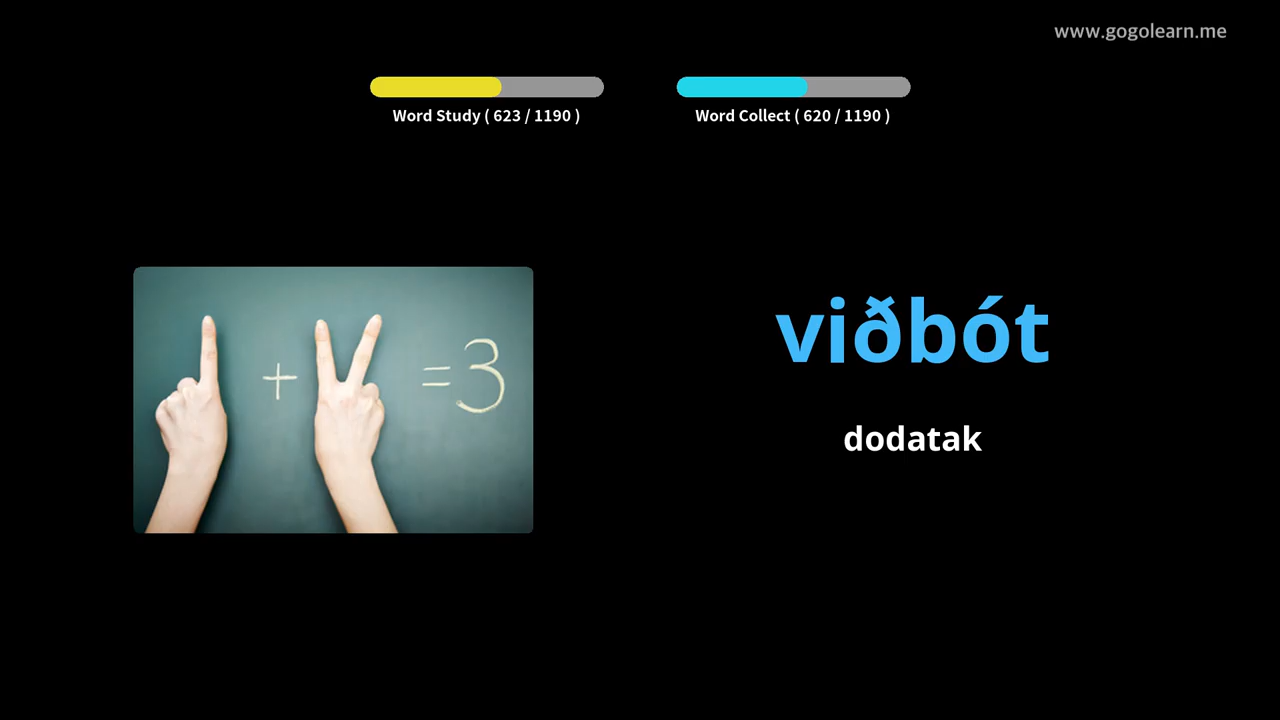 www.gogolearn.me
Word Study ( 623 / 1190 )
Word Collect ( 620 / 1190 )
+ = 3
viðbót
dodatak